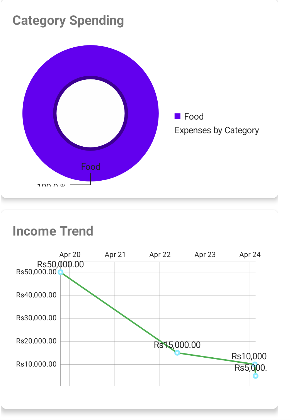 Category Spending
Food
Expenses by Category
Food
Income Trend
Apr 20 Apr 21 Apr 22 Apr 23 Apr 24
Rs50,000.00
Rs50,000.00
Rs40,000.00
Rs30,000.00
Rs20,000.00
Rs15,000.00
Rs10,000
Rs10,000.00
Rs5,000.